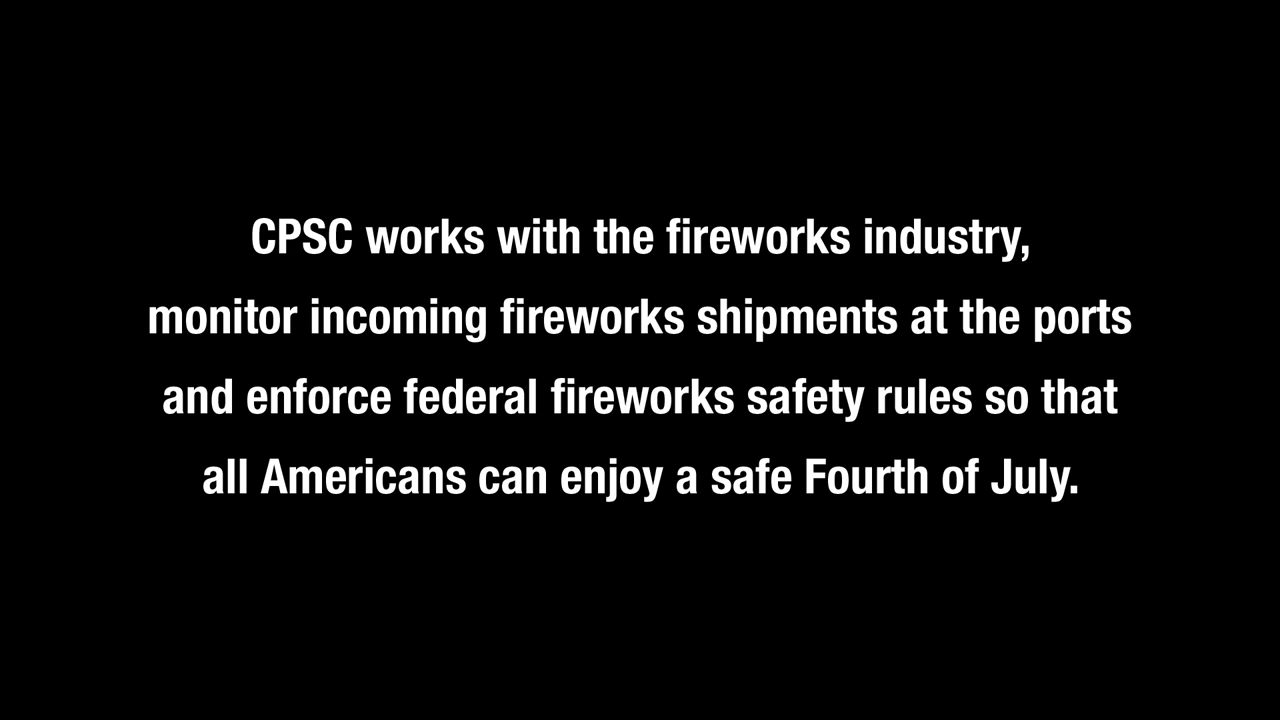 CPSC works with the fireworks industry,
monitor incoming fireworks shipments at the ports
and enforce federal fireworks safety rules so that
all Americans can enjoy a safe Fourth of July.